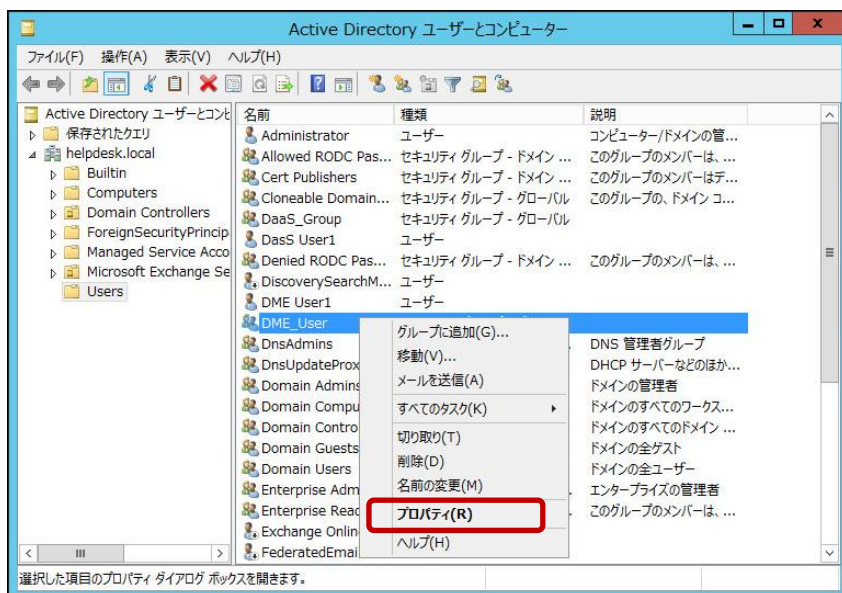 Active Directory ユーザーとコンピューター
ファイル(F) 操作(A) 表示(V) ヘルプ(H)
Active Directory ユーザーとコンピ
保存されたクエリ
helpdesk.local
Builtin
Computers
Domain Controllers
ForeignSecurityPrincip
Managed Service Acco
Microsoft Exchange Se
Users
名前 種類 説明
Administrator ユーザー コンピューター/ドメインの管...
Allowed RODC Pas... セキュリティ グループ - ドメイン ... このグループのメンバーは、...
Cert Publishers セキュリティ グループ - ドメイン ... このグループのメンバーはデ...
Cloneable Domain... セキュリティ グループ - グローバル このグループの、ドメイン コ...
DaaS_Group セキュリティ グループ - グローバル
DasS User1 ユーザー
Denied RODC Pas... セキュリティ グループ - ドメイン ... このグループのメンバーは、...
DiscoverySearchM... ユーザー
DME User1 ユーザー
DME_User
DnsAdmins DNS 管理者グループ
DnsUpdateProx DHCP サーバーなどのほか...
Domain Admins ドメインの管理者
Domain Compu ドメインのすべてのワークス...
Domain Contro ドメインのすべてのドメイン ...
Domain Guests ドメインの全ゲスト
Domain Users ドメインの全ユーザー
Enterprise Adm エンタープライズの管理者
Enterprise Reac このグループのメンバーは、...
Exchange Onlin
FederatedEmai
グループに追加(G)...
移動(V)...
メールを送信(A)
すべてのタスク(K)
切り取り(T)
削除(D)
名前の変更(M)
プロパティ(R)
ヘルプ(H)
選択した項目のプロパティ ダイアログ ボックスを開きます。